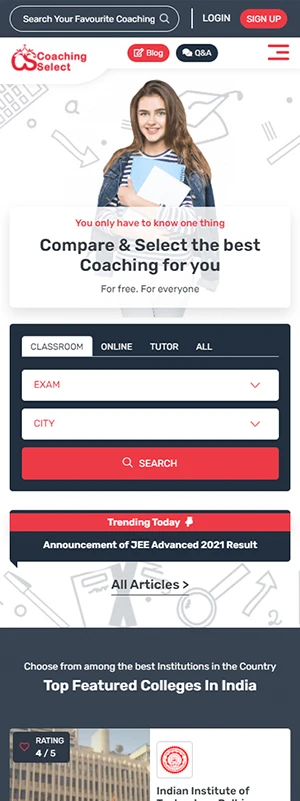 Search Your Favourite Coaching
LOGIN
SIGN UP
CS Coaching
Select
Blog
Q&A
You only have to know one thing
Compare & Select the best
Coaching for you
For free. For everyone
CLASSROOM
ONLINE
TUTOR
ALL
EXAM
CITY
SEARCH
Trending Today
Announcement of JEE Advanced 2021 Result
All Articles >
Choose from among the best Institutions in the Country
Top Featured Colleges In India
RATING
4 / 5
Indian Institute of